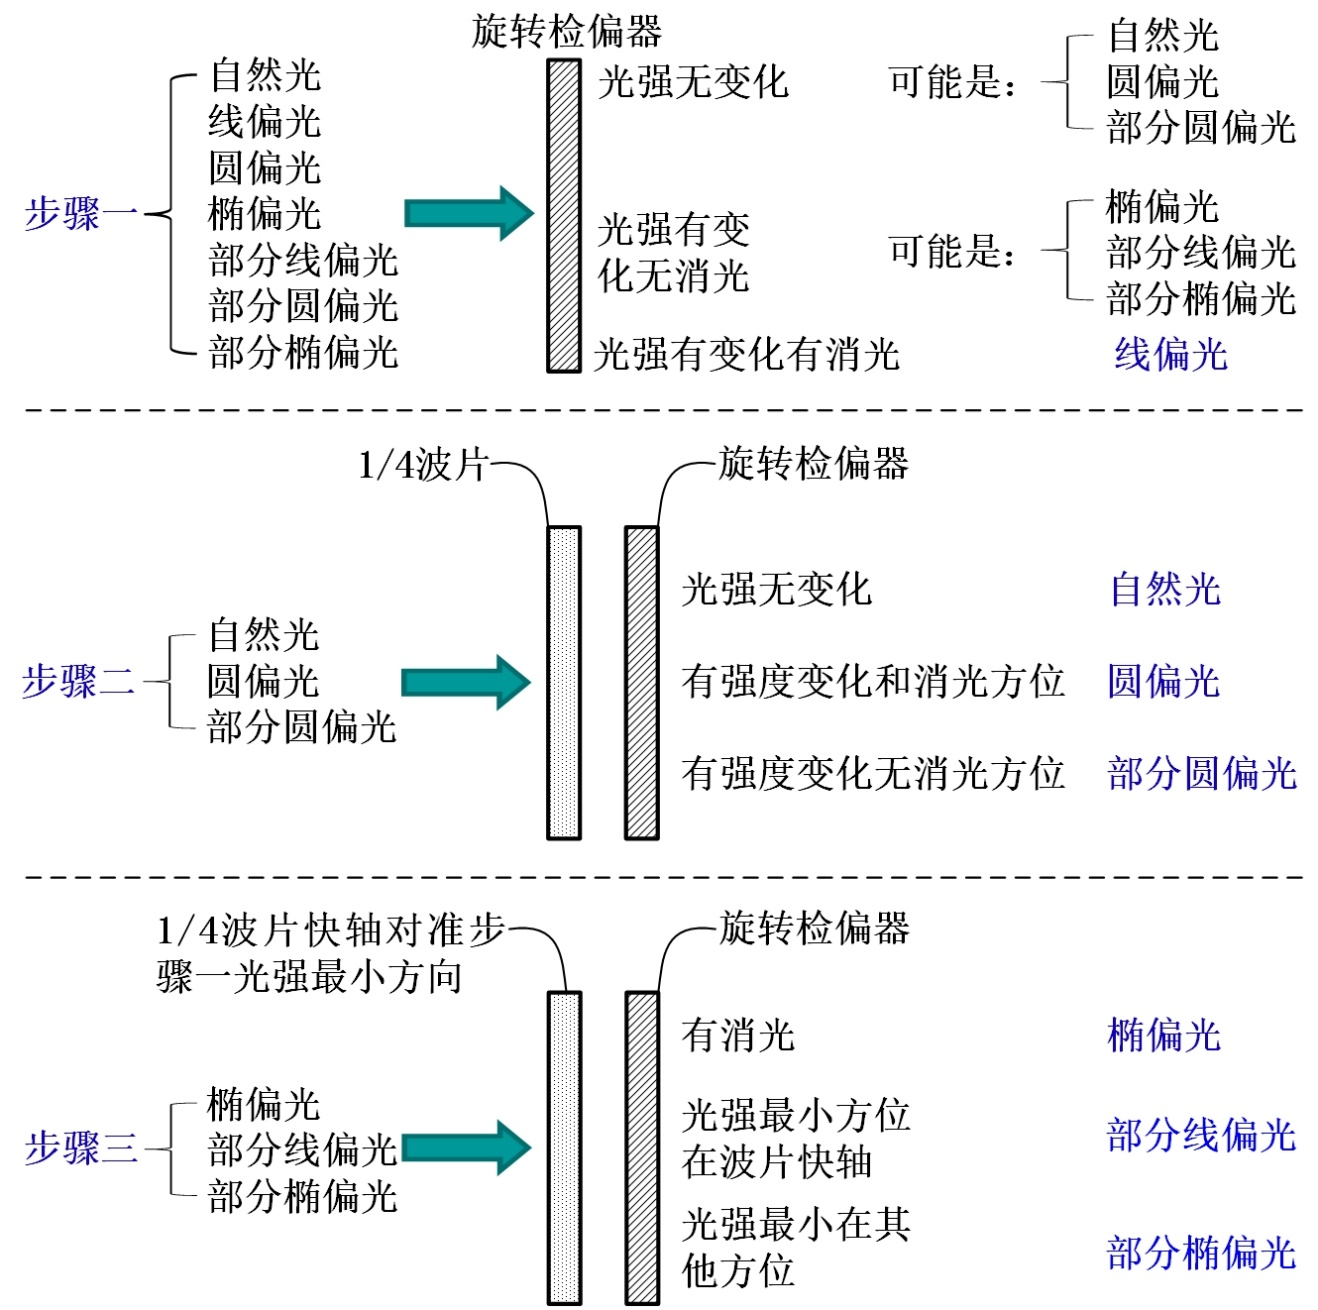 旋转检偏器
步骤一
自然光
线偏光
圆偏光
椭偏光
部分线偏光
部分圆偏光
部分椭偏光
光强无变化
可能是：
自然光
圆偏光
部分圆偏光
光强有变
化无消光
可能是：
椭偏光
部分线偏光
部分椭偏光
光强有变化有消光
线偏光
1/4波片
旋转检偏器
步骤二
自然光
圆偏光
部分圆偏光
光强无变化
自然光
有强度变化和消光方位
圆偏光
有强度变化无消光方位
部分圆偏光
1/4波片快轴对准步
骤一光强最小方向
旋转检偏器
步骤三
椭偏光
部分线偏光
部分椭偏光
有消光
椭偏光
光强最小方位
在波片快轴
部分线偏光
光强最小在其
他方位
部分椭偏光